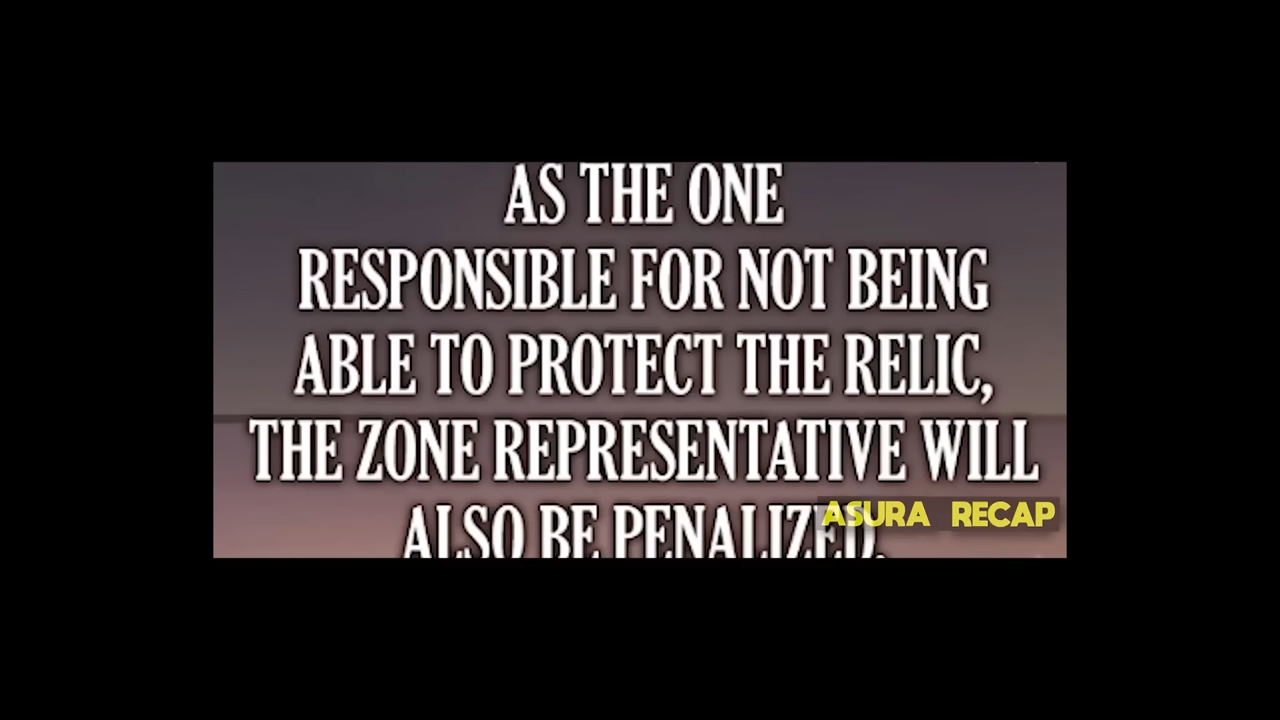 AS THE ONE
RESPONSIBLE FOR NOT BEING
ABLE TO PROTECT THE RELIC,
THE ZONE REPRESENTATIVE WILL
ALSO BE PENALIZED.
ASURA RECAP